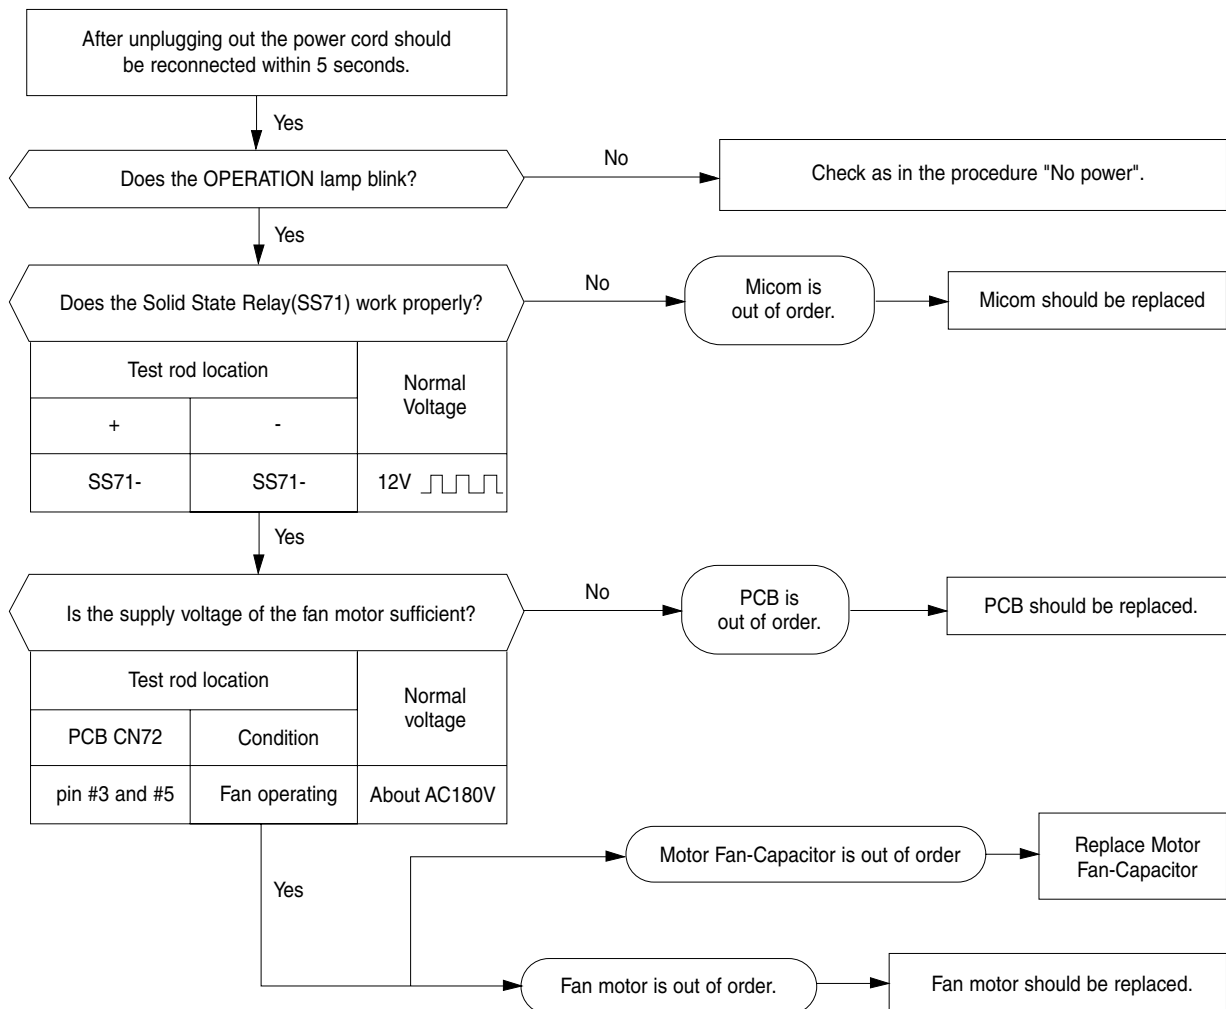 After unplugging out the power cord should
be reconnected within 5 seconds.
Yes
Does the OPERATION lamp blink?
No
Check as in the procedure "No power".
Yes
Does the Solid State Relay(SS71) work properly?
No
Micom is
out of order.
Micom should be replaced
Test rod location
Normal
Voltage
+
-
SS71-
SS71-
12V
Yes
Is the supply voltage of the fan motor sufficient?
No
PCB is
out of order.
PCB should be replaced.
Test rod location
Normal
voltage
PCB CN72
Condition
pin #3 and #5
Fan operating
About AC180V
Yes
Motor Fan-Capacitor is out of order
Replace Motor
Fan-Capacitor
Fan motor is out of order.
Fan motor should be replaced.